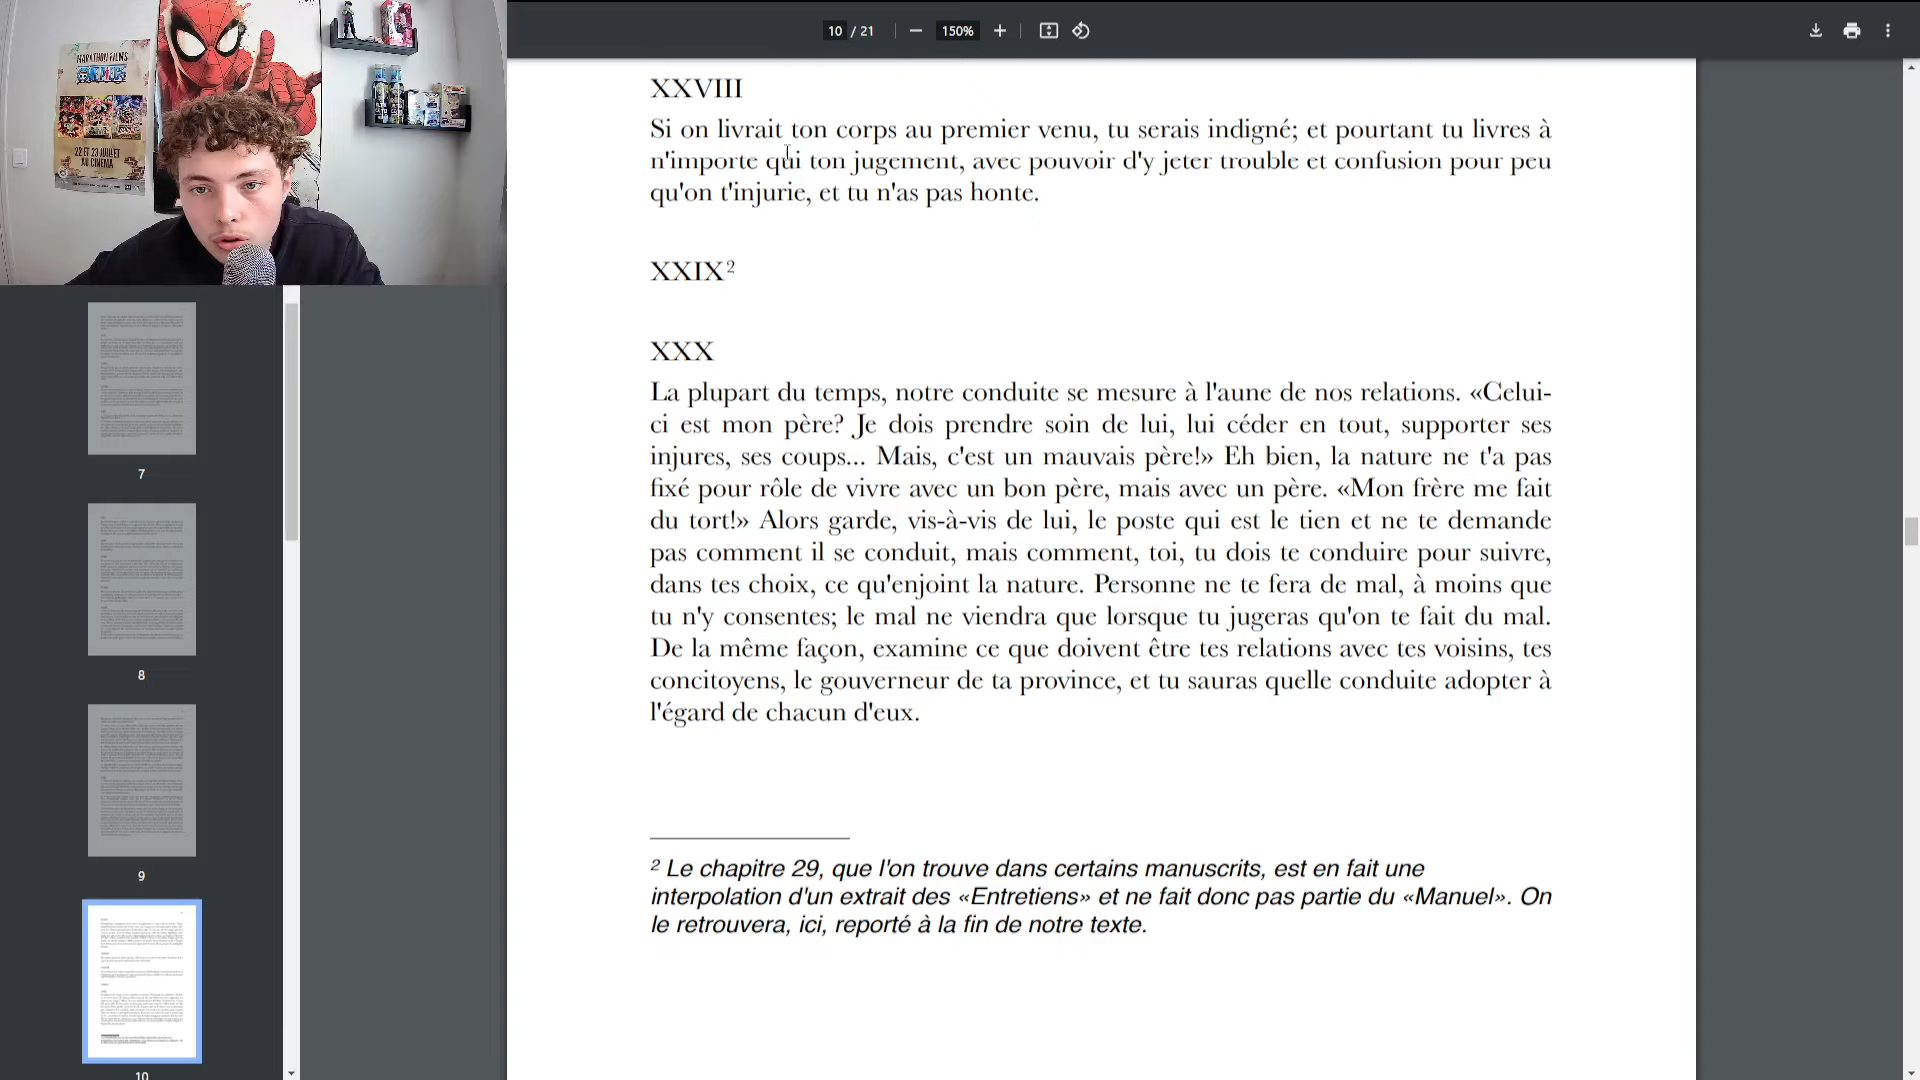 MARATHON FILMS
22 ET 23 JUILLET
AU CINÉMA
10 / 21
150%
7
8
9
10
XXVIII
Si on livrait ton corps au premier venu, tu serais indigné; et pourtant tu livres à
n'importe qui ton jugement, avec pouvoir d'y jeter trouble et confusion pour peu
qu'on t'injurie, et tu n'as pas honte.
XXIX²
XXX
La plupart du temps, notre conduite se mesure à l'aune de nos relations. «Celui-
ci est mon père? Je dois prendre soin de lui, lui céder en tout, supporter ses
injures, ses coups... Mais, c'est un mauvais père!» Eh bien, la nature ne t'a pas
fixé pour rôle de vivre avec un bon père, mais avec un père. «Mon frère me fait
du tort!» Alors garde, vis-à-vis de lui, le poste qui est le tien et ne te demande
pas comment il se conduit, mais comment, toi, tu dois te conduire pour suivre,
dans tes choix, ce qu'enjoint la nature. Personne ne te fera de mal, à moins que
tu n'y consentes; le mal ne viendra que lorsque tu jugeras qu'on te fait du mal.
De la même façon, examine ce que doivent être tes relations avec tes voisins, tes
concitoyens, le gouverneur de ta province, et tu sauras quelle conduite adopter à
l'égard de chacun d'eux.
² Le chapitre 29, que l'on trouve dans certains manuscrits, est en fait une
interpolation d'un extrait des «Entretiens» et ne fait donc pas partie du «Manuel». On
le retrouvera, ici, reporté à la fin de notre texte.